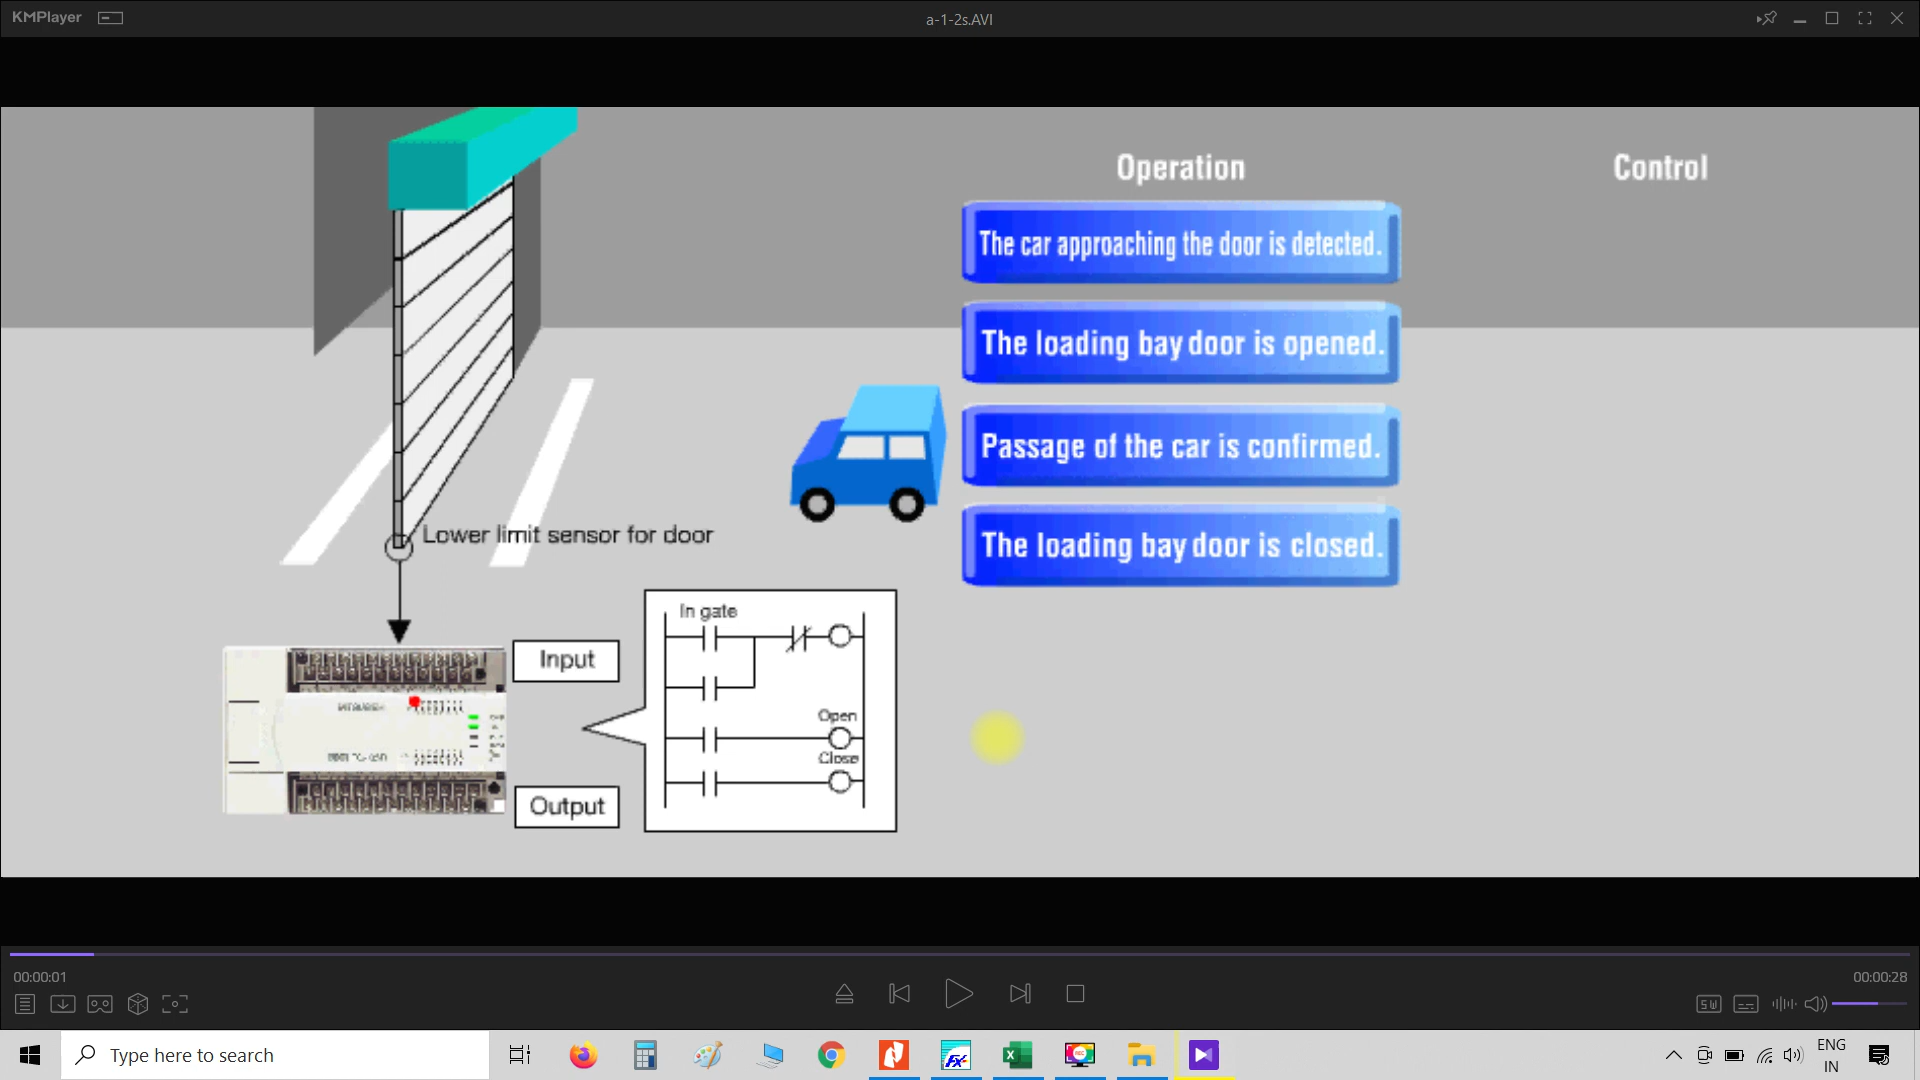 KMPlayer
a-1-2s.AVI
Operation
Control
The car approaching the door is detected.
The loading bay door is opened.
Passage of the car is confirmed.
The loading bay door is closed.
Lower limit sensor for door
In gate
Input
Open
Close
Output
00:00:01
00:00:28
SW
Type here to search
ENG
IN